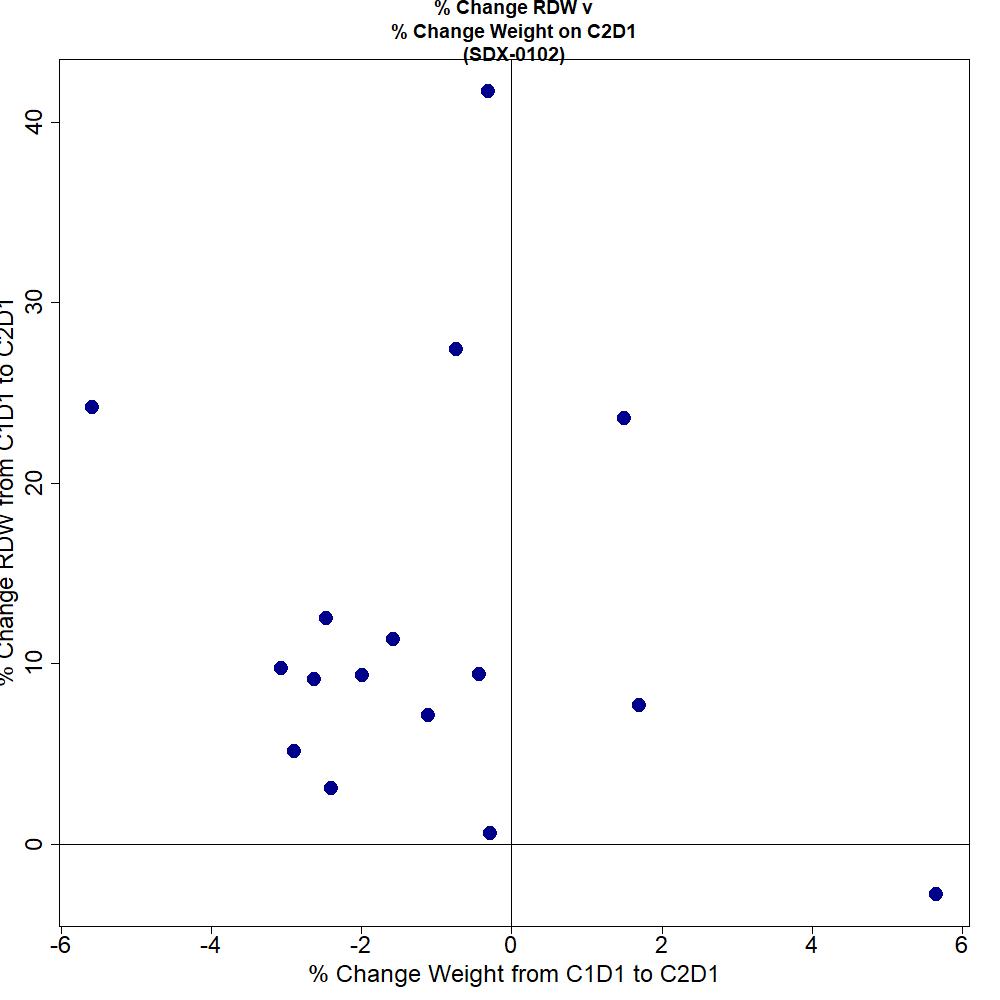 % Change RDW v
% Change Weight on C2D1
(SDX-0102)
% Change RDW from C1D1 to C2D1
40
30
20
10
0
-6
-4
-2
0
2
4
6
% Change Weight from C1D1 to C2D1